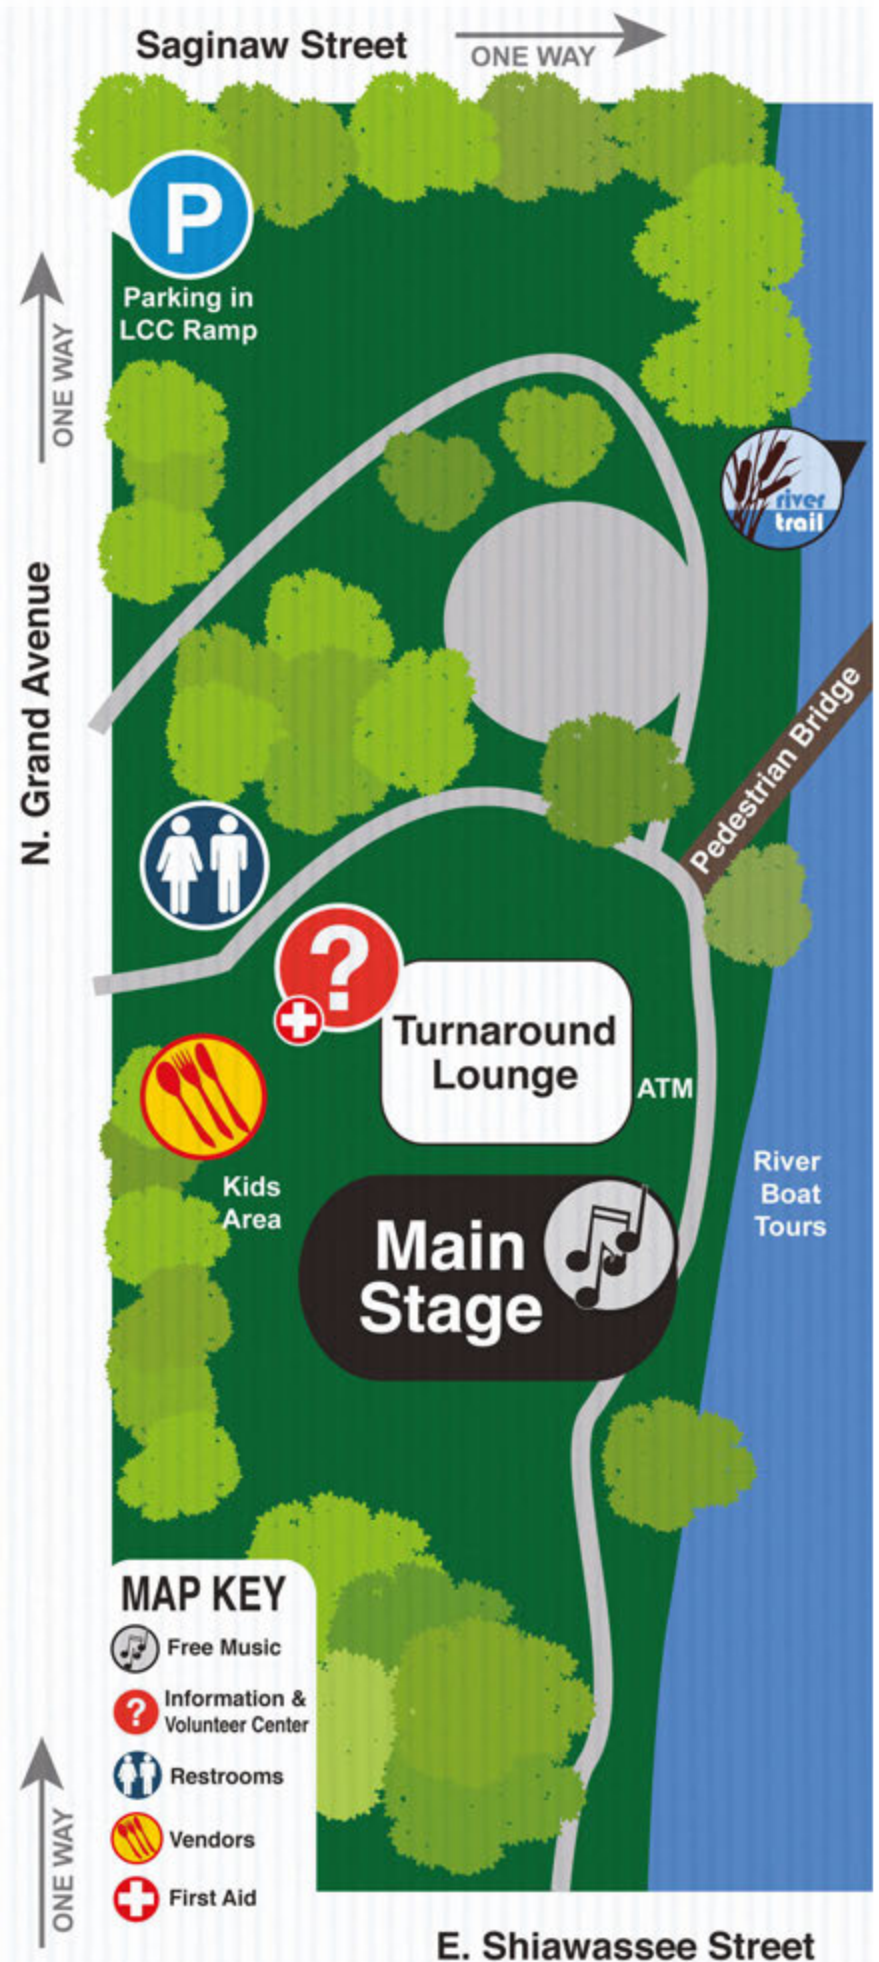 Saginaw Street
ONE WAY
P
Parking in
LCC Ramp
ONE WAY
river
trail
N. Grand Avenue
Pedestrian Bridge
?
Turnaround
Lounge
ATM
River
Boat
Tours
Kids
Area
Main
Stage
MAP KEY
Free Music
?
Information &
Volunteer Center
Restrooms
Vendors
First Aid
ONE WAY
E. Shiawassee Street